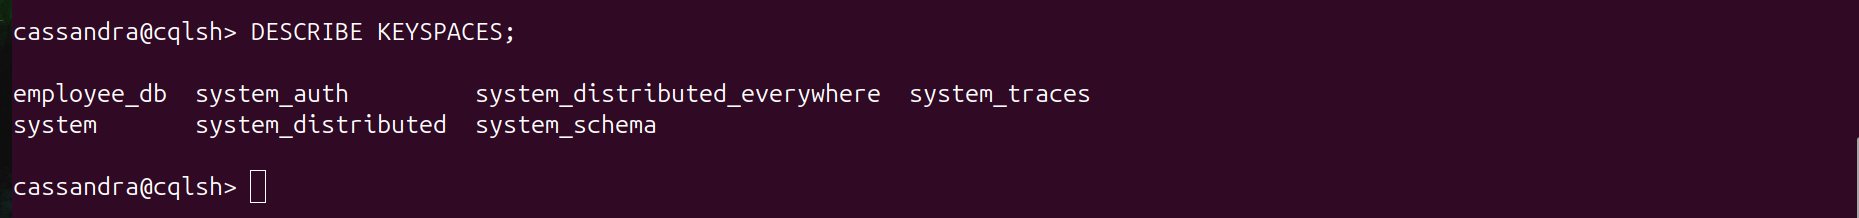 cassandra@cqlsh> DESCRIBE KEYSPACES;
employee_db  system_auth         system_distributed_everywhere  system_traces
system       system_distributed  system_schema
cassandra@cqlsh>